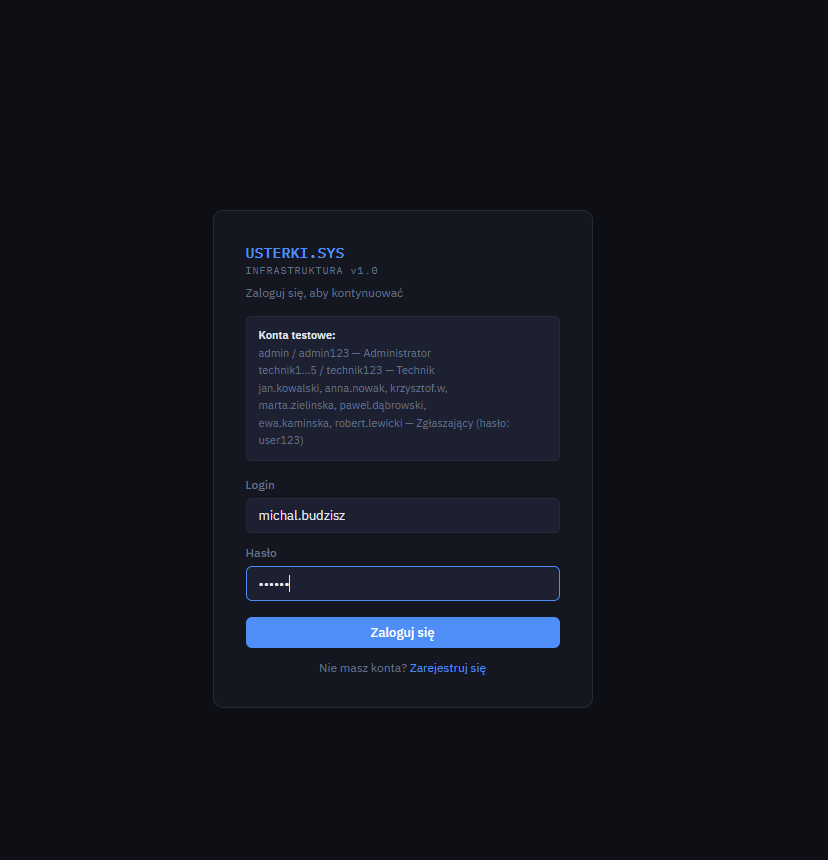 USTERKI.SYS
INFRASTRUKTURA v1.0
Zaloguj się, aby kontynuować
Konta testowe:
admin / admin123 — Administrator
technik1...5 / technik123 — Technik
jan.kowalski, anna.nowak, krzysztof.w,
marta.zielinska, pawel.dąbrowski,
ewa.kaminska, robert.lewicki — Zgłaszający (hasło:
user123)
Login
michal.budzisz
Hasło
••••••
Zaloguj się
Nie masz konta? Zarejestruj się